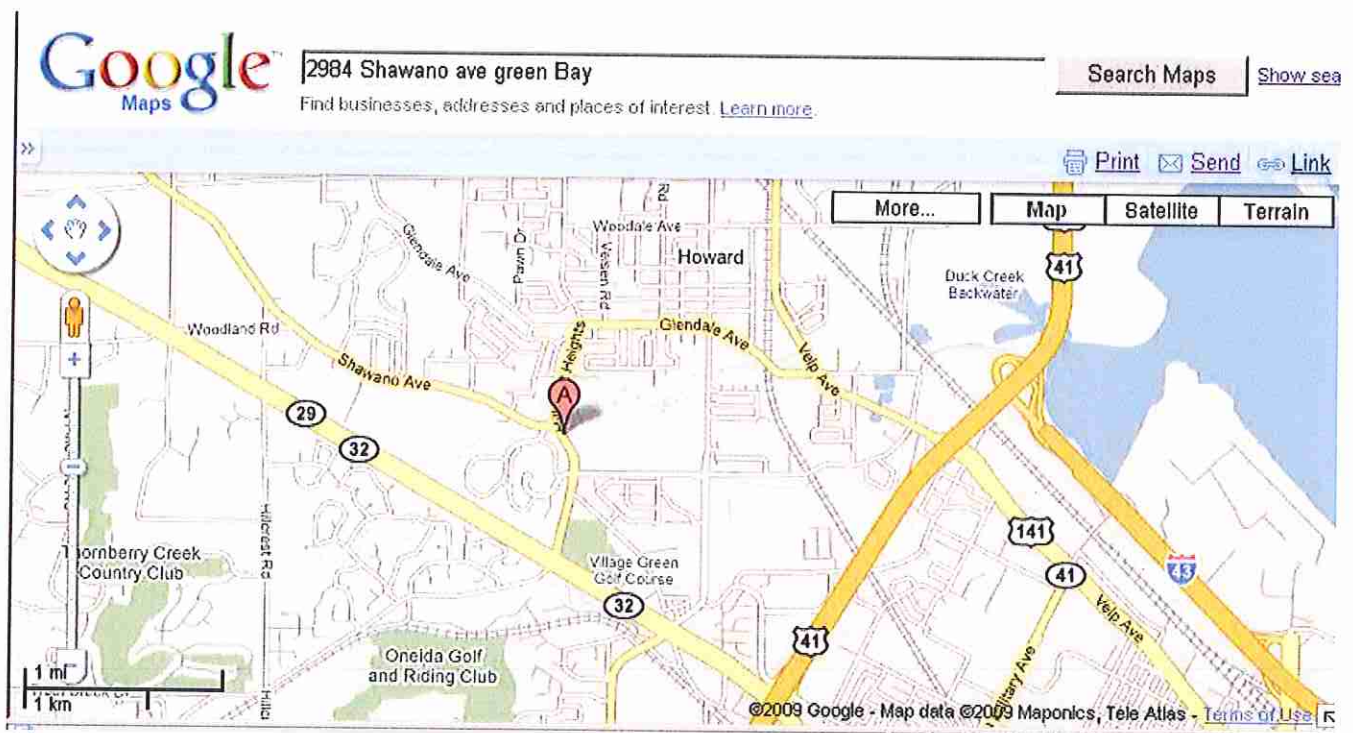 Google
Maps
2984 Shawano ave green Bay
Search Maps
Show sea
Find businesses, addresses and places of interest. Learn more.
»
Print Send Link
More... Map Satellite Terrain
Rd
Woodale Ave
Glendale Ave
Pawn Dr
Velsen Rd
Howard
41
Duck Creek
Backwater
Woodland Rd
Heights
Glendale Ave
Shawano Ave
Velp Ave
A
29
32
Hillcrest Rd
141
Thornberry Creek
Country Club
Village Green
Golf Course
41
43
32
Velp Ave
41
Oneida Golf
and Riding Club
Military Ave
1 mi
1 km
Hills
©2009 Google - Map data ©2009 Maponics, Tele Atlas - Terms of Use